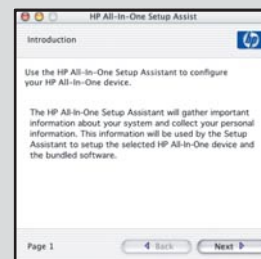 HP All-In-One Setup Assist
Introduction
hp
Use the HP All-In-One Setup Assistant to configure
your HP All-In-One device.
The HP All-In-One Setup Assistant will gather important
information about your system and collect your personal
information. This information will be used by the Setup
Assistant to setup the selected HP All-In-One device and
the bundled software.
Page 1
Back
Next